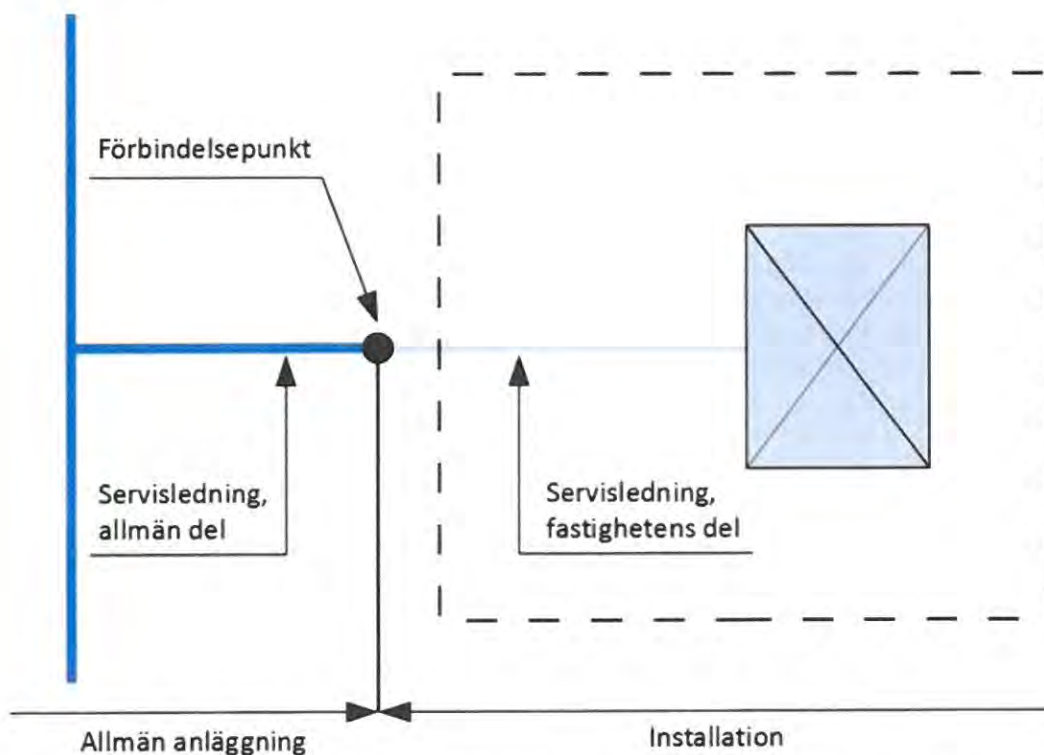 Förbindelsepunkt
Servisledning,
allmän del
Servisledning,
fastighetens del
Allmän anläggning
Installation